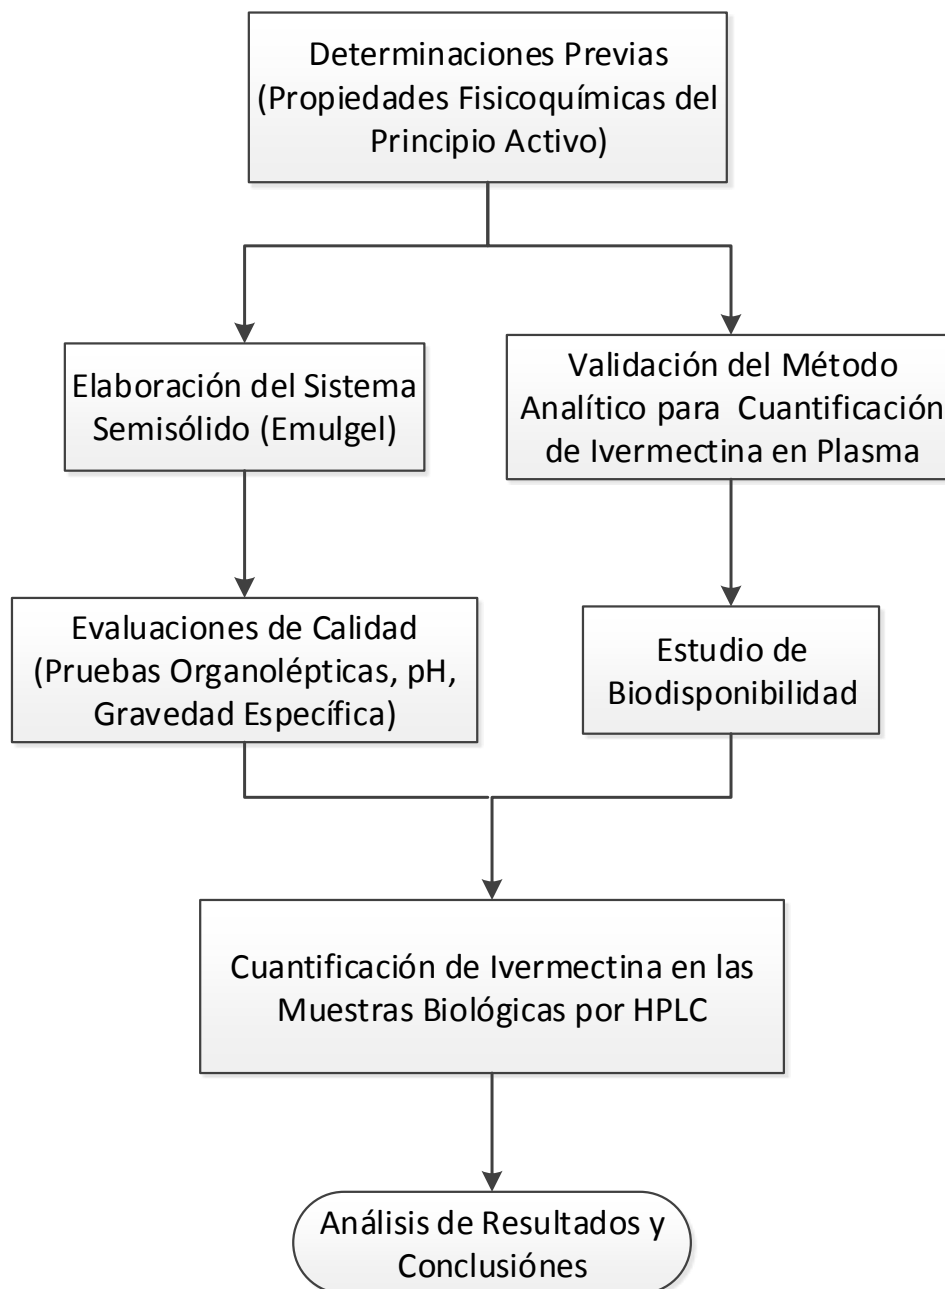 Determinaciones Previas
(Propiedades Fisicoquímicas del
Principio Activo)
Elaboración del Sistema
Semisólido (Emulgel)
Validación del Método
Analítico para  Cuantificación
de Ivermectina en Plasma
Evaluaciones de Calidad
(Pruebas Organolépticas, pH,
Gravedad Específica)
Estudio de
Biodisponibilidad
Cuantificación de Ivermectina en las
Muestras Biológicas por HPLC
Análisis de Resultados y
Conclusiónes